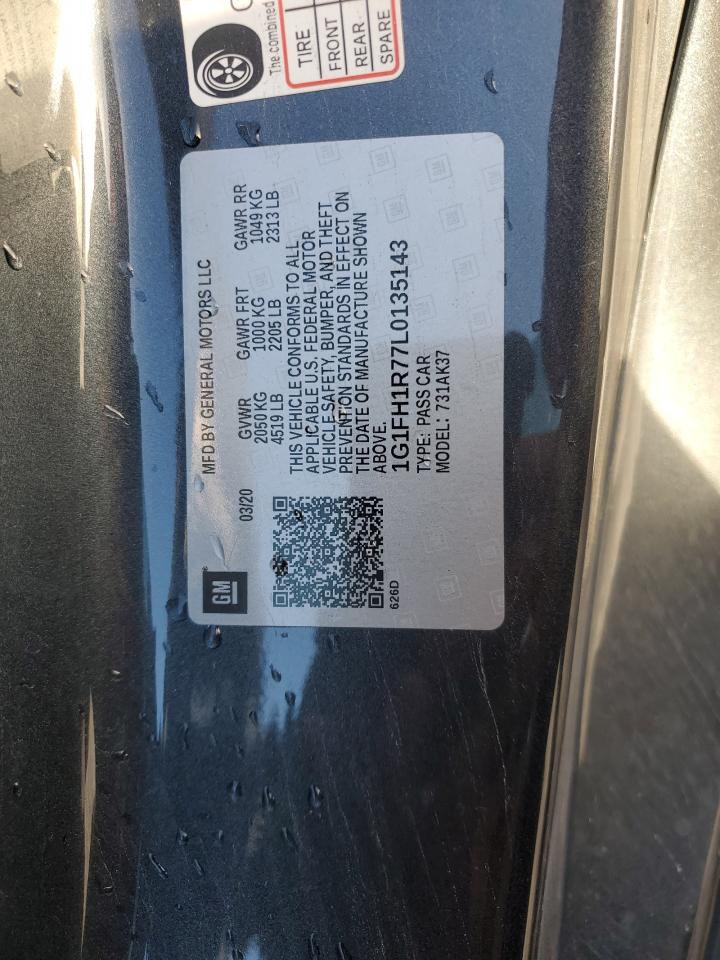 GM
MFD BY GENERAL MOTORS LLC
03/20
GVWR GAWR FRT GAWR RR
2050 KG 1000 KG 1049 KG
4519 LB 2205 LB 2313 LB
THIS VEHICLE CONFORMS TO ALL
APPLICABLE U.S. FEDERAL MOTOR
VEHICLE SAFETY, BUMPER, AND THEFT
PREVENTION STANDARDS IN EFFECT ON
THE DATE OF MANUFACTURE SHOWN
ABOVE.
626D
1G1FH1R77L0135143
TYPE: PASS CAR
MODEL: 731AK37
The combined
TIRE
FRONT
REAR
SPARE